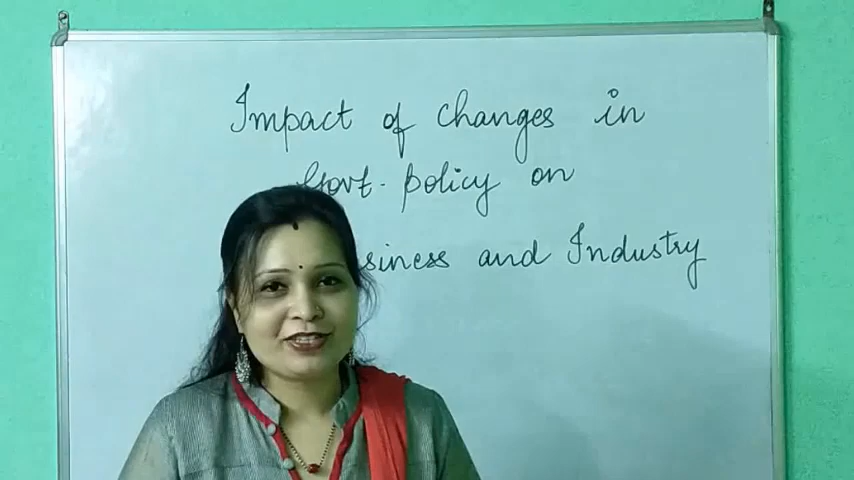 Impact of changes in
Govt. policy on
siness and Industry